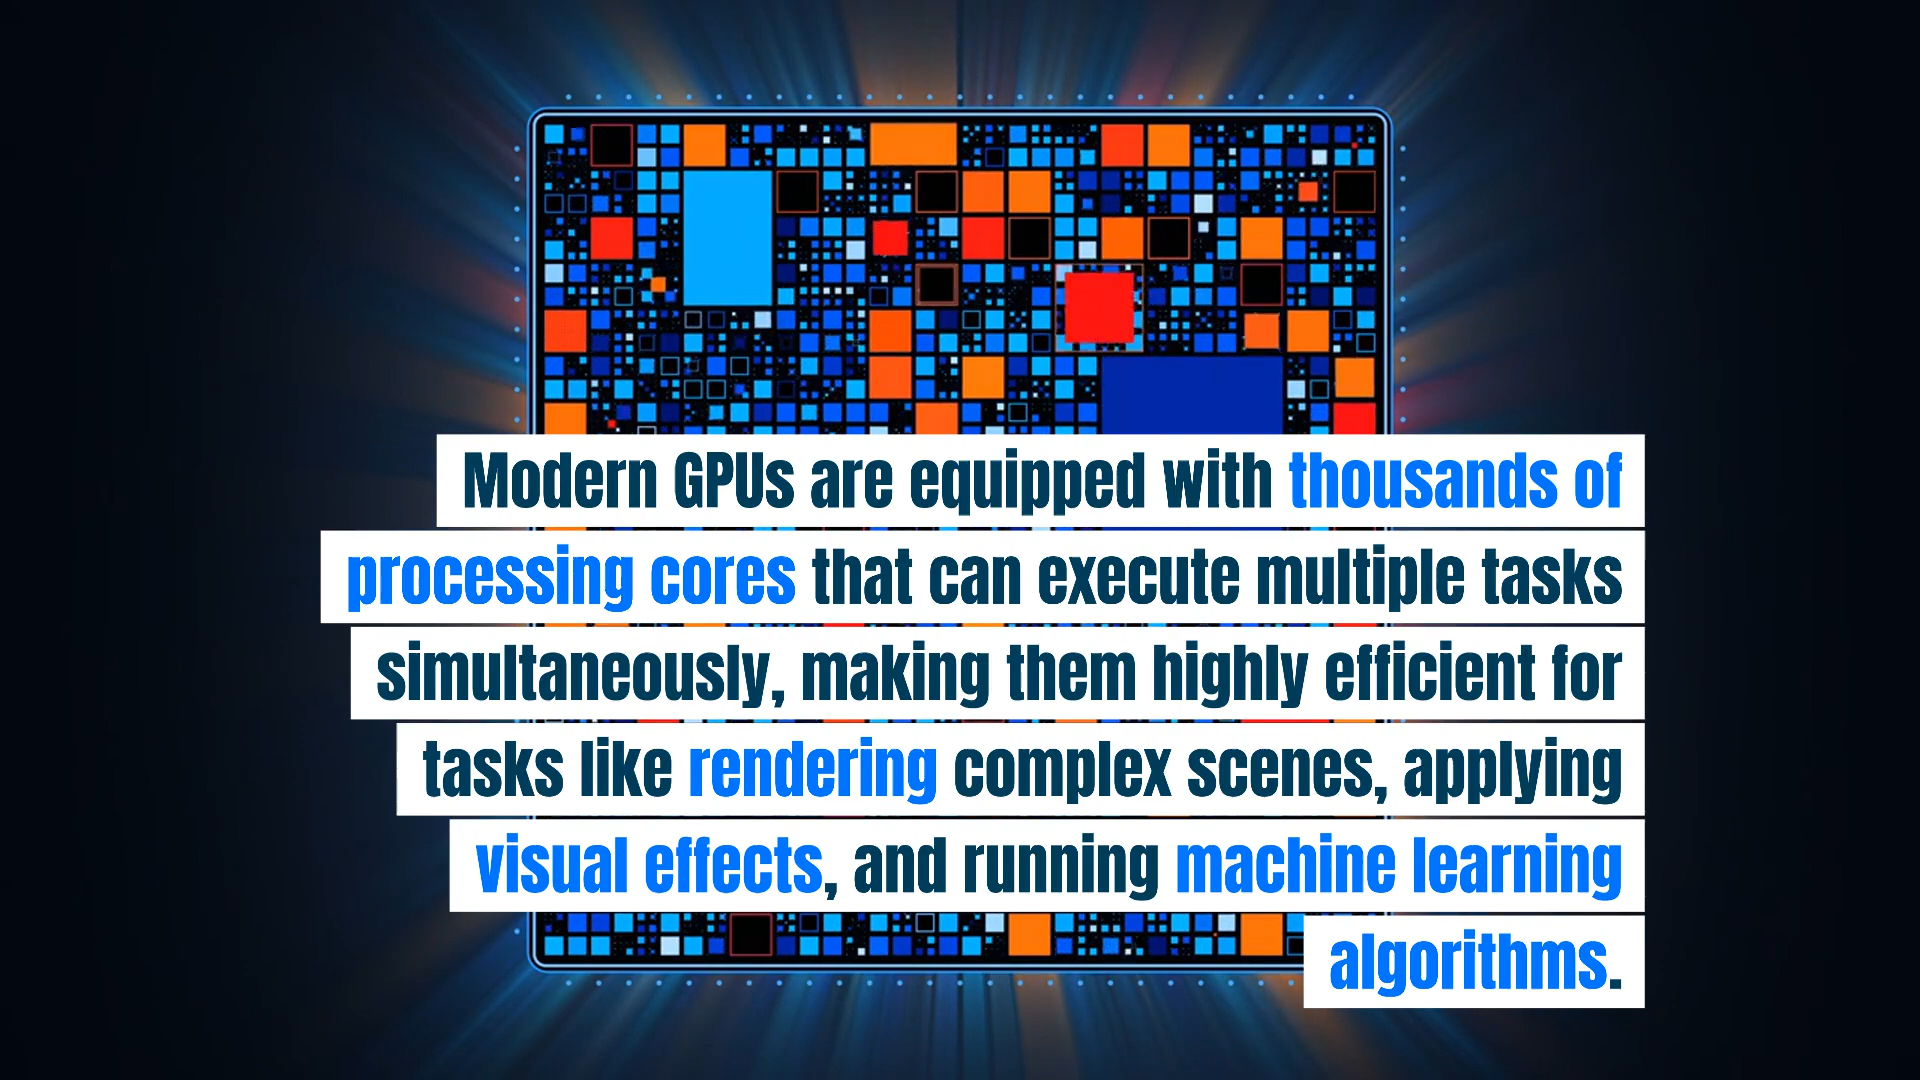 Modern GPUs are equipped with thousands of
processing cores that can execute multiple tasks
simultaneously, making them highly efficient for
tasks like rendering complex scenes, applying
visual effects, and running machine learning
algorithms.